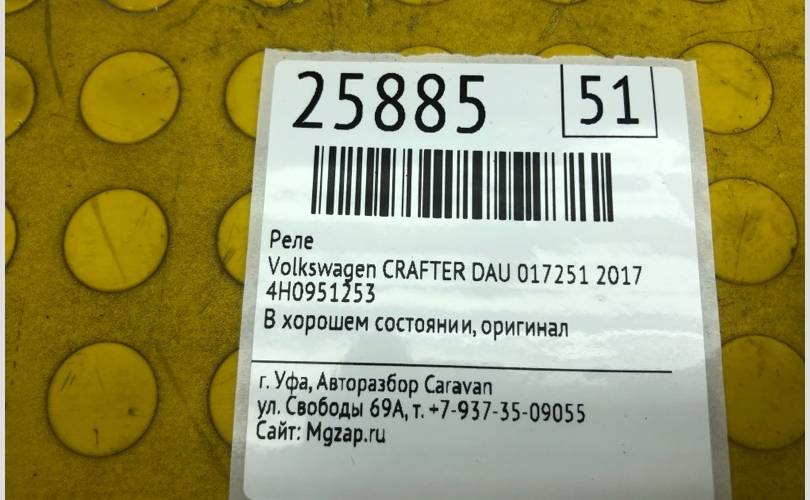 25885
51
Реле
Volkswagen CRAFTER DAU 017251 2017
4H0951253
В хорошем состоянии, оригинал
г. Уфа, Авторазбор Caravan
ул. Свободы 69А, т. +7-937-35-09055
Сайт: Mgzap.ru